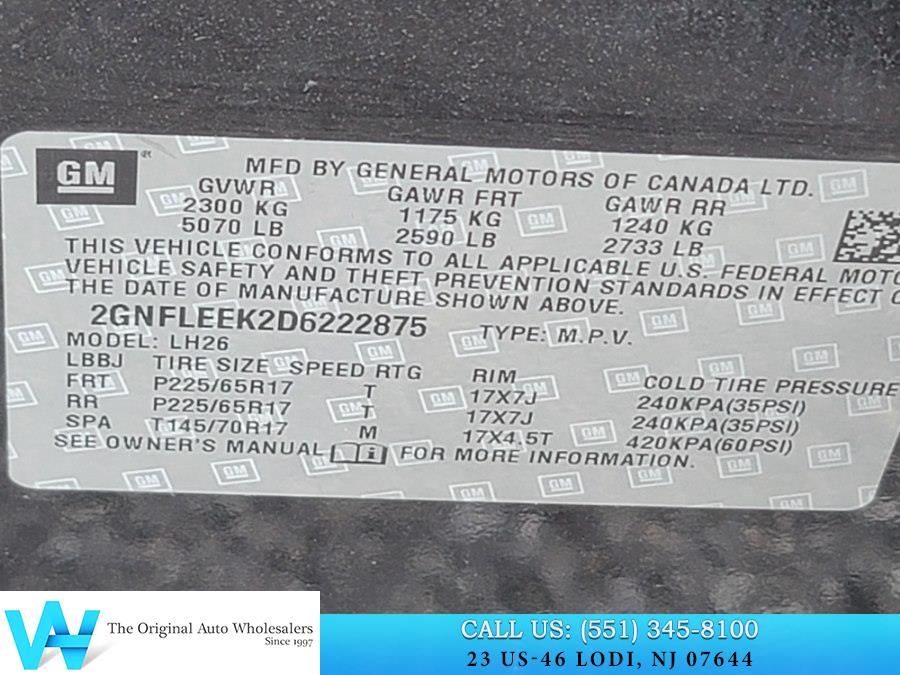 GM
MFD BY GENERAL MOTORS OF CANADA LTD.
GVWR GAWR FRT GAWR RR
2300 KG 1175 KG 1240 KG
5070 LB 2590 LB 2733 LB
THIS VEHICLE CONFORMS TO ALL APPLICABLE U.S. FEDERAL MOTO
VEHICLE SAFETY AND THEFT PREVENTION STANDARDS IN EFFECT
THE DATE OF MANUFACTURE SHOWN ABOVE.
2GNFLEEK2D6222875 TYPE: M.P.V.
MODEL: LH26
LBBJ TIRE SIZE SPEED RTG RIM COLD TIRE PRESSURE
FRT P225/65R17 T 17X7J 240KPA(35PSI)
RR P225/65R17 T 17X7J 240KPA(35PSI)
SPA T145/70R17 M 17X4.5T 420KPA(60PSI)
SEE OWNER'S MANUAL i FOR MORE INFORMATION.
The Original Auto Wholesalers
Since 1997
CALL US: (551) 345-8100
23 US-46 LODI, NJ 07644